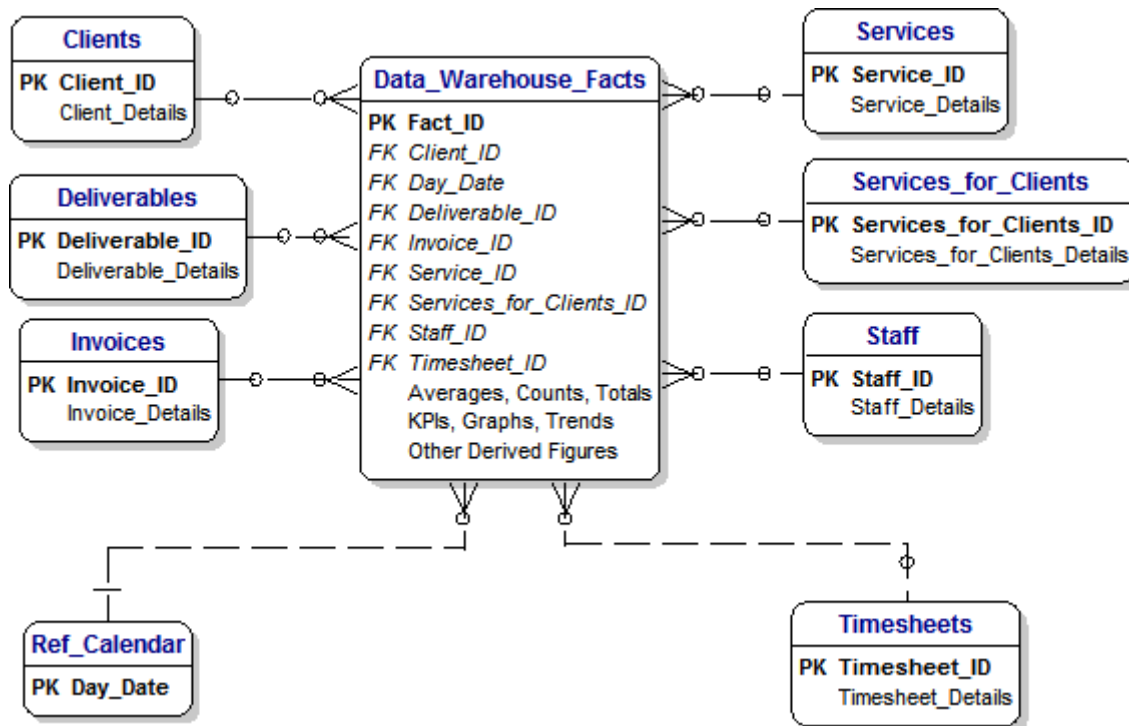 Clients
PK Client_ID
Client_Details
Deliverables
PK Deliverable_ID
Deliverable_Details
Invoices
PK Invoice_ID
Invoice_Details
Data_Warehouse_Facts
PK Fact_ID
FK Client_ID
FK Day_Date
FK Deliverable_ID
FK Invoice_ID
FK Service_ID
FK Services_for_Clients_ID
FK Staff_ID
FK Timesheet_ID
Averages, Counts, Totals
KPIs, Graphs, Trends
Other Derived Figures
Services
PK Service_ID
Service_Details
Services_for_Clients
PK Services_for_Clients_ID
Services_for_Clients_Details
Staff
PK Staff_ID
Staff_Details
Ref_Calendar
PK Day_Date
Timesheets
PK Timesheet_ID
Timesheet_Details